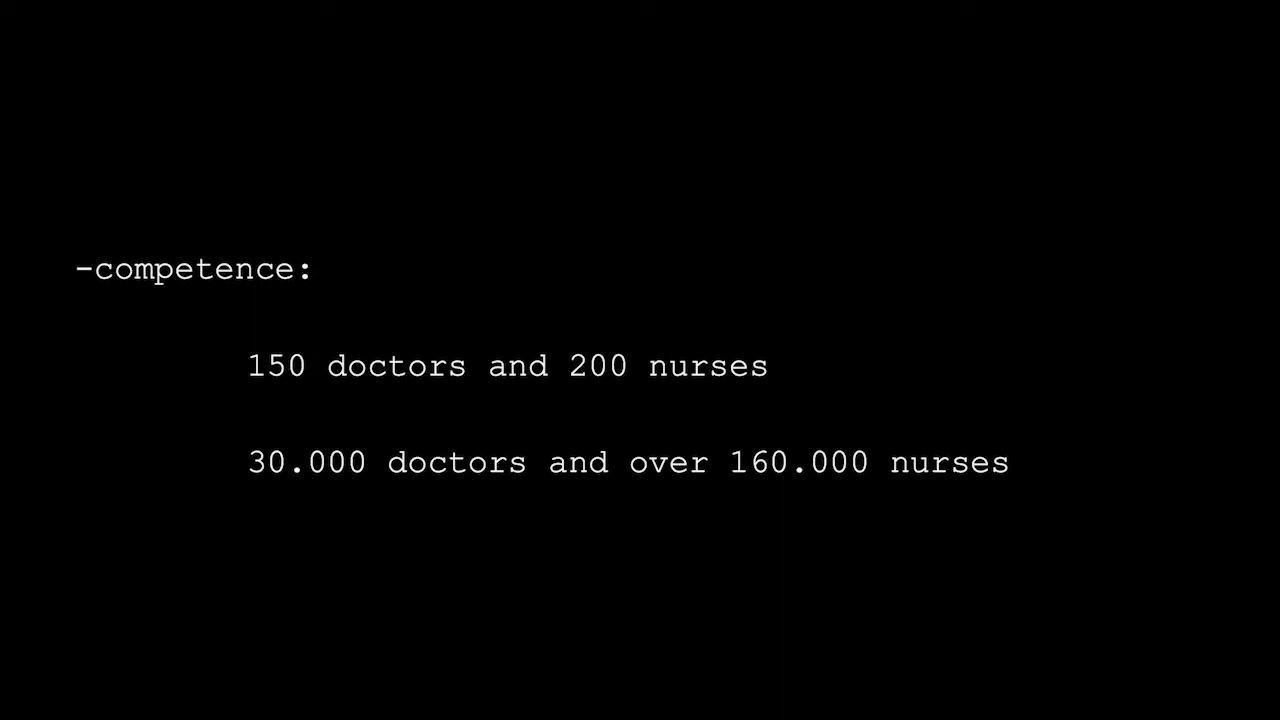 -competence:
150 doctors and 200 nurses
30.000 doctors and over 160.000 nurses